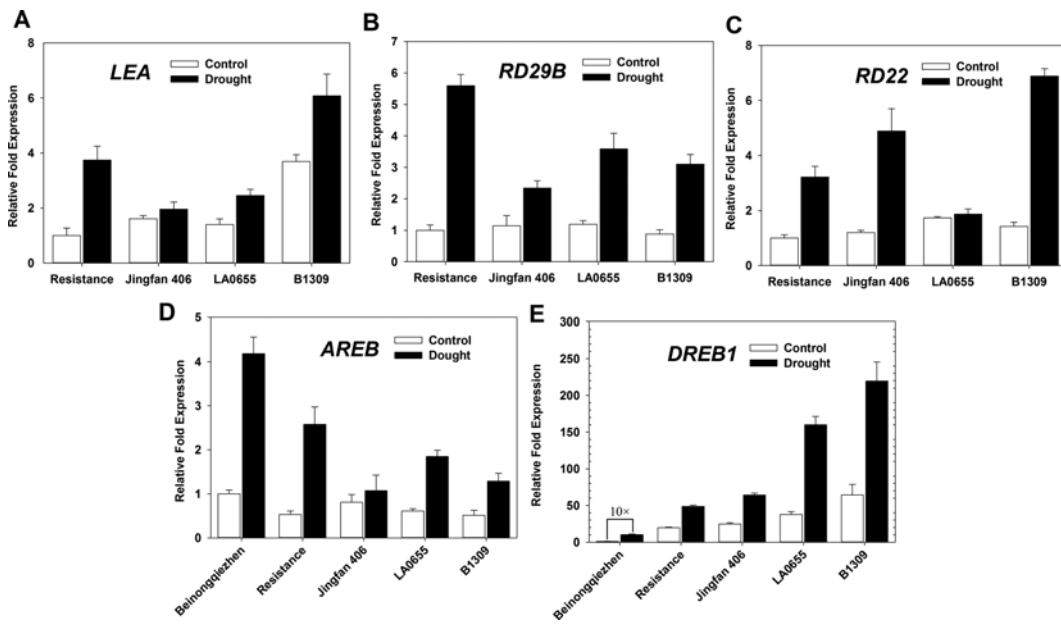 A
Relative Fold Expression
8
6
4
2
0
LEA
Control
Drought
Resistance Jingfan 406 LA0655 B1309
B
Relative Fold Expression
7
6
5
4
3
2
1
0
RD29B
Control
Drought
Resistance Jingfan 406 LA0655 B1309
C
Relative Fold Expression
8
6
4
2
0
RD22
Control
Drought
Resistance Jingfan 406 LA0655 B1309
D
Relative Fold Expression
5
4
3
2
1
0
AREB
Control
Dought
Beinongqiezhen Resistance Jingfan 406 LA0655 B1309
E
Relative Fold Expression
300
250
200
150
100
50
0
DREB1
Control
Drought
10×
Beinongqiezhen Resistance Jingfan 406 LA0655 B1309